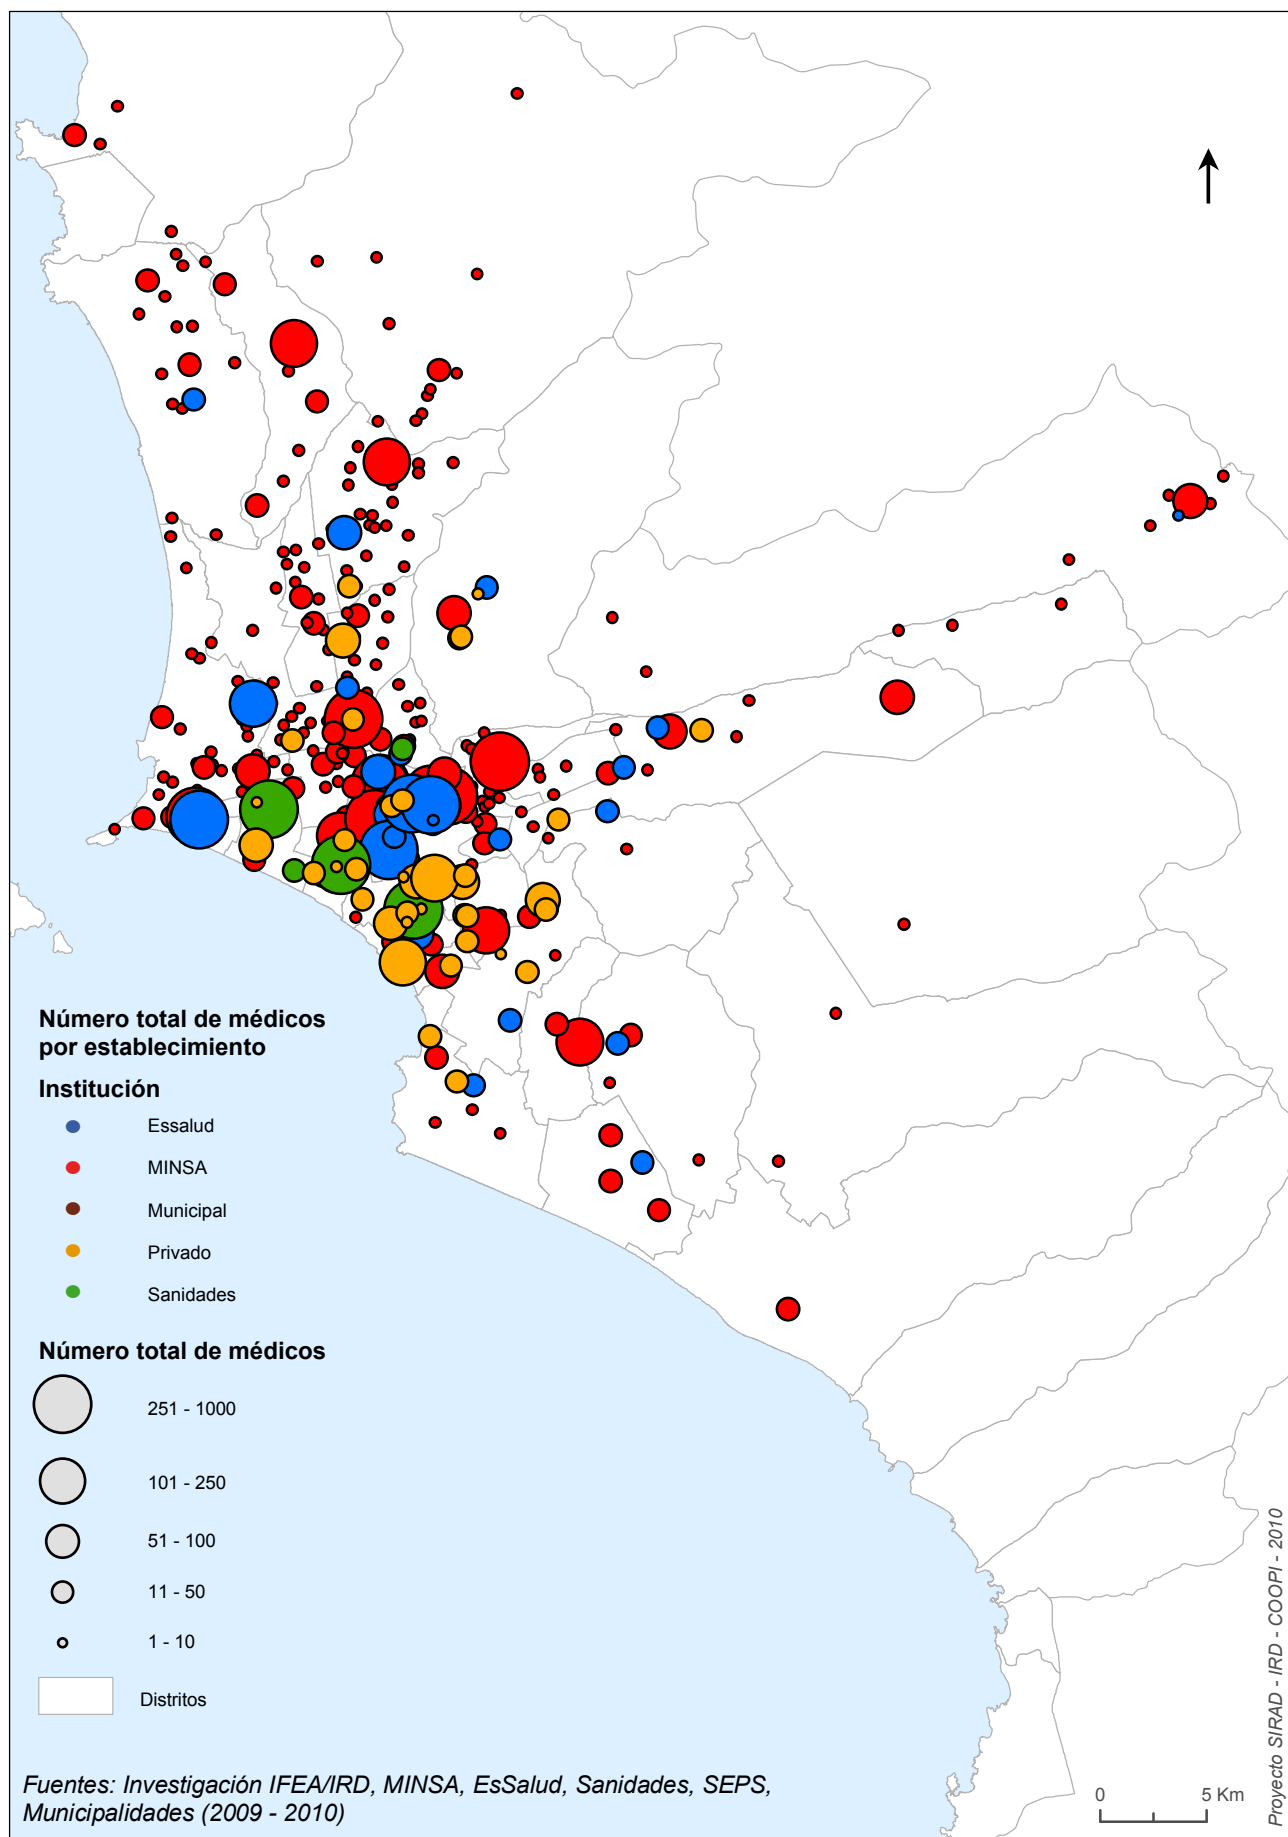 Número total de médicos
por establecimiento
Institución
Essalud
MINSA
Municipal
Privado
Sanidades
Número total de médicos
251 - 1000
101 - 250
51 - 100
11 - 50
1 - 10
Distritos
Fuentes: Investigación IFEA/IRD, MINSA, EsSalud, Sanidades, SEPS,
Municipalidades (2009 - 2010)
0 5 Km
Proyecto SIRAD - IRD - COOPI - 2010